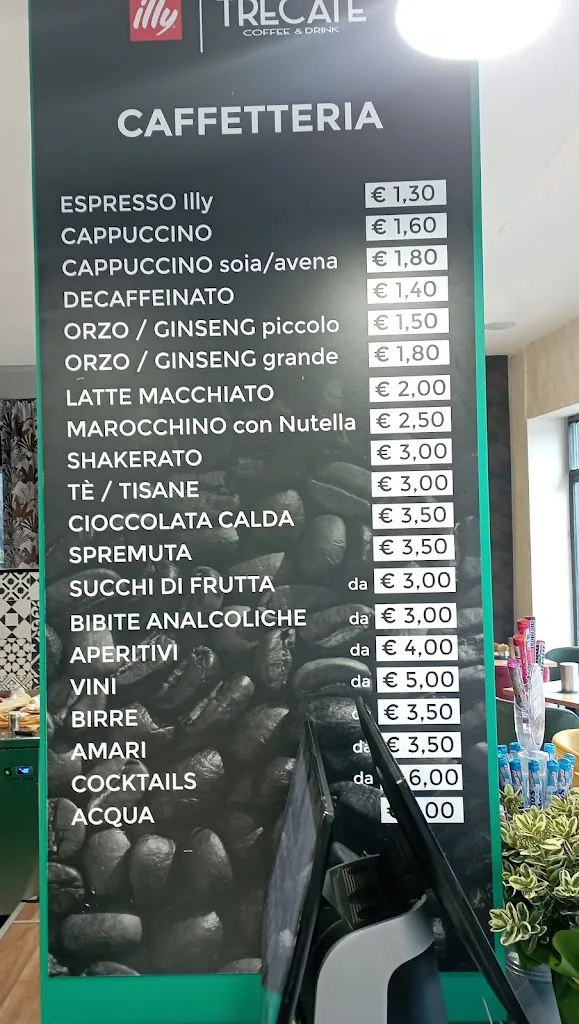 illy TRECATE
COFFEE & DRINK
CAFFETTERIA
ESPRESSO Illy € 1,30
CAPPUCCINO € 1,60
CAPPUCCINO soia/avena € 1,80
DECAFFEINATO € 1,40
ORZO / GINSENG piccolo € 1,50
ORZO / GINSENG grande € 1,80
LATTE MACCHIATO € 2,00
MAROCCHINO con Nutella € 2,50
SHAKERATO € 3,00
TÈ / TISANE € 3,00
CIOCCOLATA CALDA € 3,50
SPREMUTA € 3,50
SUCCHI DI FRUTTA da € 3,00
BIBITE ANALCOLICHE da € 3,00
APERITIVI da € 4,00
VINI da € 5,00
BIRRE € 3,50
AMARI da € 3,50
COCKTAILS da 6,00
ACQUA